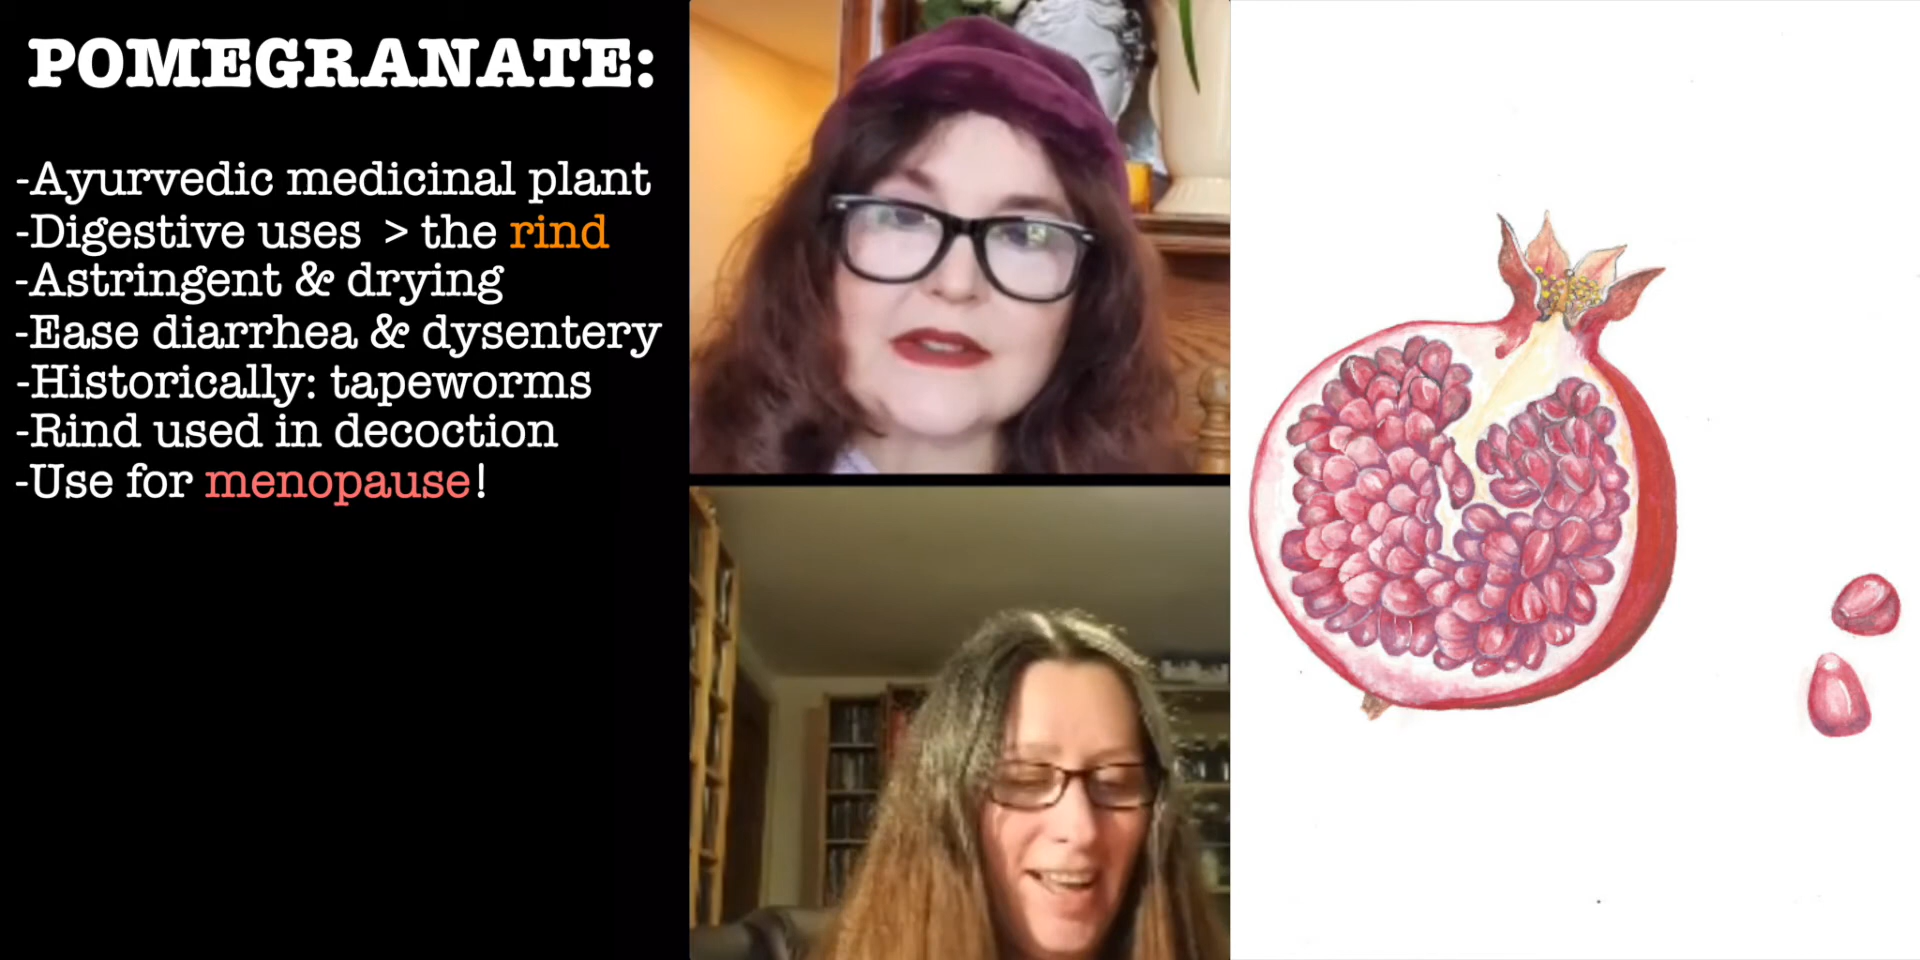 POMEGRANATE:
-Ayurvedic medicinal plant
-Digestive uses > the rind
-Astringent & drying
-Ease diarrhea & dysentery
-Historically: tapeworms
-Rind used in decoction
-Use for menopause!